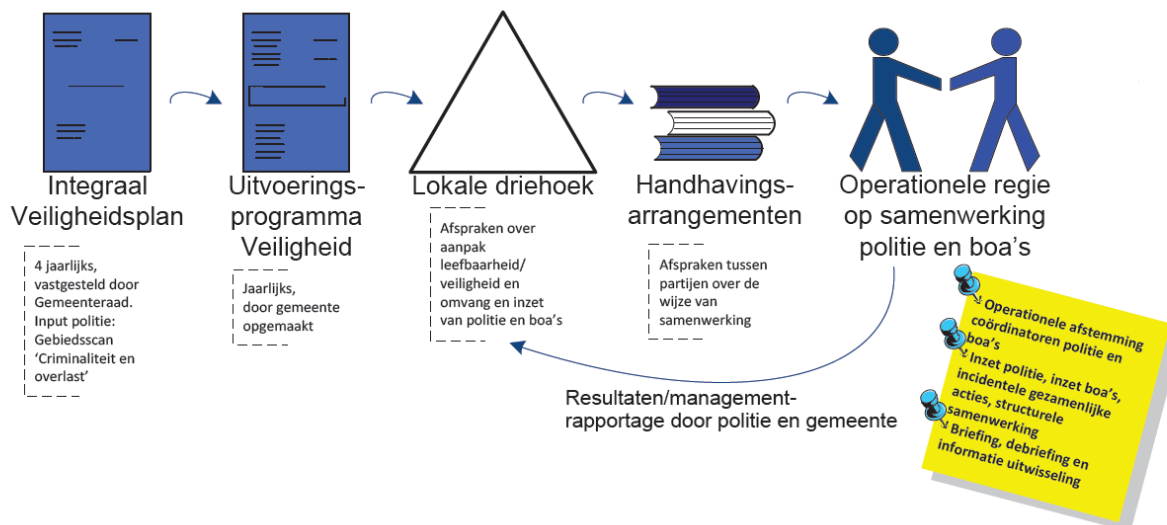 Integraal
Veiligheidsplan
4 jaarlijks,
vastgesteld door
Gemeenteraad.
Input politie:
Gebiedsscan
‘Criminaliteit en
overlast’
Uitvoerings-
programma
Veiligheid
Jaarlijks,
door gemeente
opgemaakt
Lokale driehoek
Afspraken over
aanpak
leefbaarheid/
veiligheid en
omvang en inzet
van politie en boa’s
Handhavings-
arrangementen
Afspraken tussen
partijen over de
wijze van
samenwerking
Operationele regie
op samenwerking
politie en boa’s
Operationele afstemming
coördinatoren politie en
boa’s
Inzet politie, inzet boa’s,
incidentele gezamenlijke
acties, structurele
samenwerking
Briefing, debriefing en
informatie uitwisseling
Resultaten/management-
rapportage door politie en gemeente